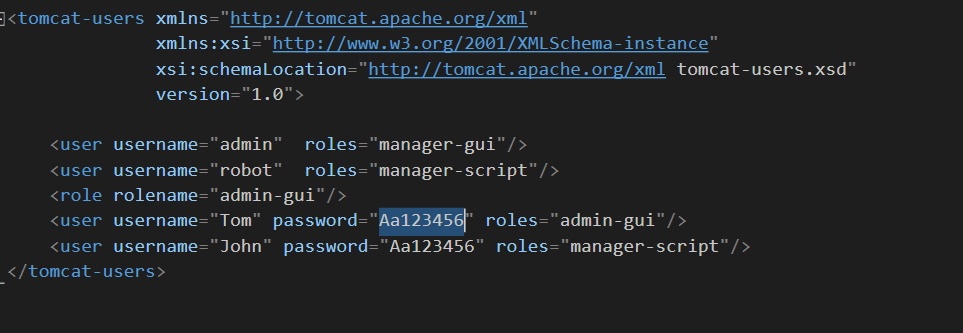 <tomcat-users xmlns="http://tomcat.apache.org/xml"
xmlns:xsi="http://www.w3.org/2001/XMLSchema-instance"
xsi:schemaLocation="http://tomcat.apache.org/xml tomcat-users.xsd"
version="1.0">
<user username="admin"  roles="manager-gui"/>
<user username="robot"  roles="manager-script"/>
<role rolename="admin-gui"/>
<user username="Tom" password="Aa123456" roles="admin-gui"/>
<user username="John" password="Aa123456" roles="manager-script"/>
</tomcat-users>